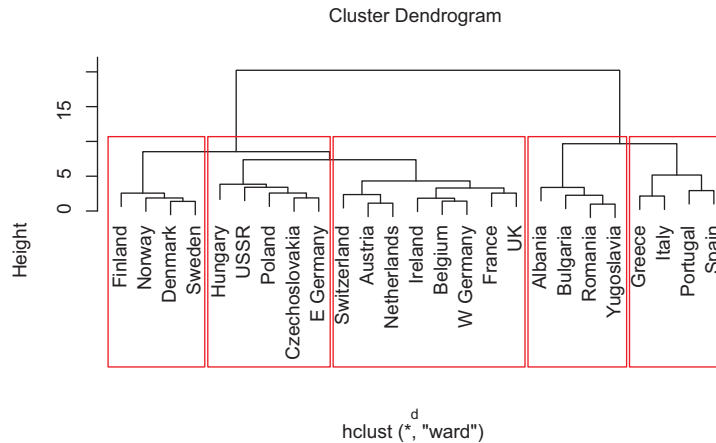 Cluster Dendrogram
15
5
0
Height
Finland
Norway
Denmark
Sweden
Hungary
USSR
Poland
Czechoslovakia
E Germany
Switzerland
Austria
Netherlands
Ireland
Belgium
W Germany
France
UK
Albania
Bulgaria
Romania
Yugoslavia
Greece
Italy
Portugal
Spain
d
hclust (*, "ward")